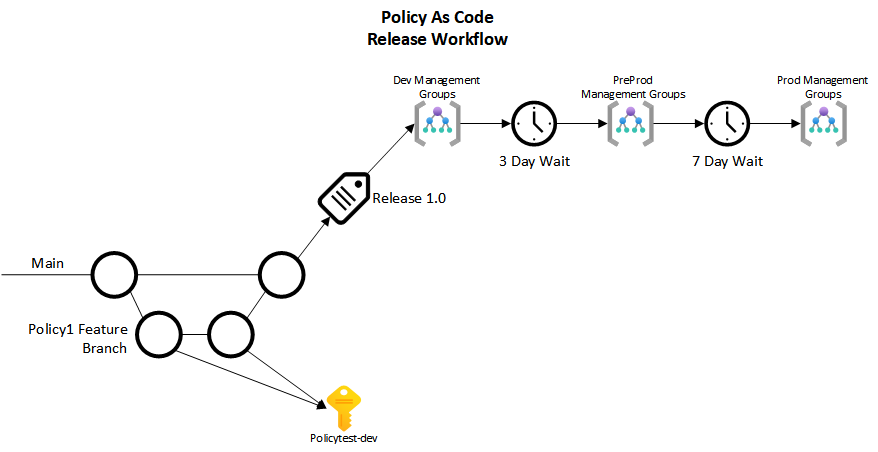 Policy As Code
Release Workflow
Dev Management
Groups
PreProd
Management Groups
Prod Management
Groups
3 Day Wait
7 Day Wait
Release 1.0
Main
Policy1 Feature
Branch
Policytest-dev